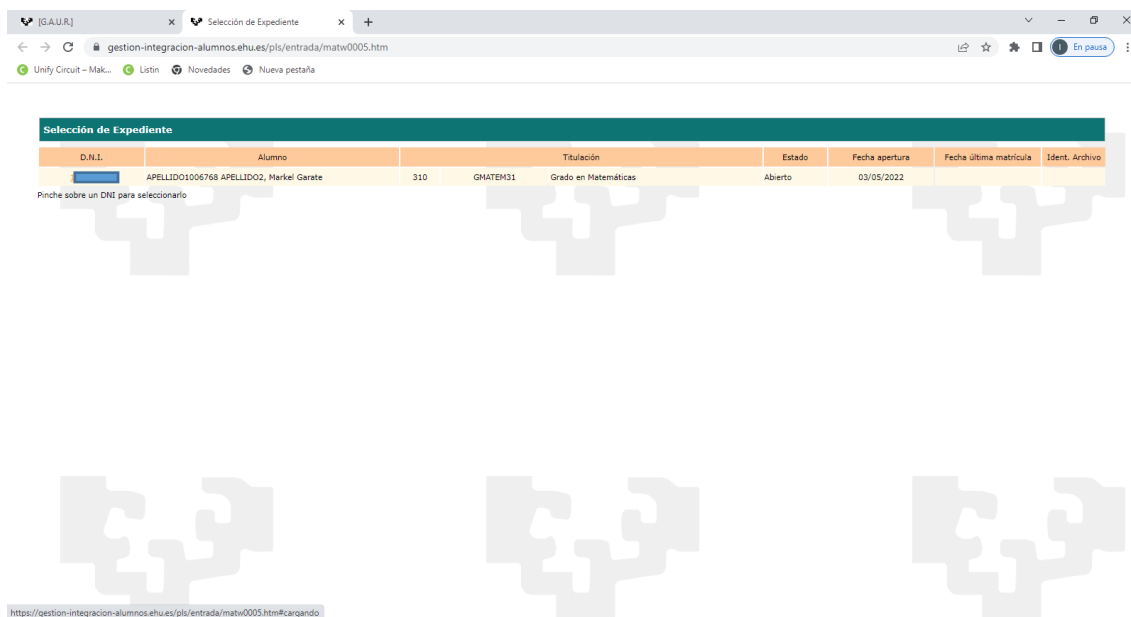 [G.A.U.R.] Selección de Expediente
gestion-integracion-alumnos.ehu.es/pls/entrada/matw0005.htm En pausa
Unify Circuit – Mak... Listin Novedades Nueva pestaña
Selección de Expediente
D.N.I. Alumno Titulación Estado Fecha apertura Fecha última matrícula Ident. Archivo
APELLIDO1006768 APELLIDO2, Markel Garate 310 GMATEM31 Grado en Matemáticas Abierto 03/05/2022
Pinche sobre un DNI para seleccionarlo
https://gestion-integracion-alumnos.ehu.es/pls/entrada/matw0005.htm#cargando